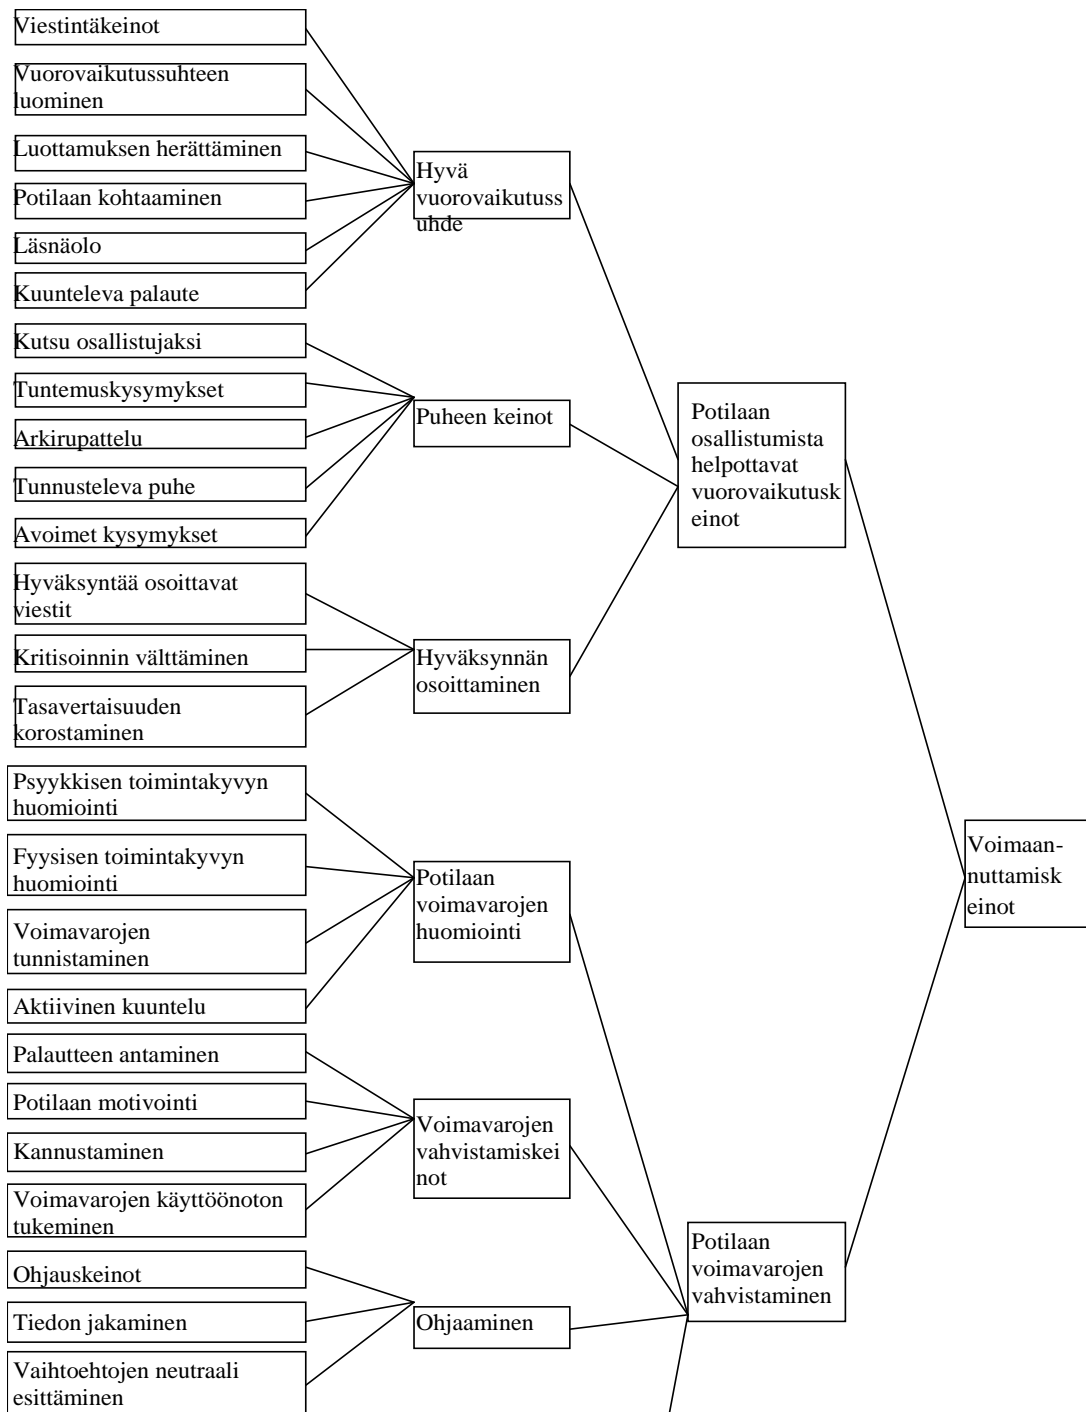 Viestintäkeinot
Vuorovaikutussuhteen
luominen
Luottamuksen herättäminen
Potilaan kohtaaminen
Läsnäolo
Kuunteleva palaute
Kutsu osallistujaksi
Tuntemuskysymykset
Arkirupattelu
Tunnusteleva puhe
Avoimet kysymykset
Hyväksyntää osoittavat
viestit
Kritisoinnin välttäminen
Tasavertaisuuden
korostaminen
Psyykkisen toimintakyvyn
huomiointi
Fyysisen toimintakyvyn
huomiointi
Voimavarojen
tunnistaminen
Aktiivinen kuuntelu
Palautteen antaminen
Potilaan motivointi
Kannustaminen
Voimavarojen käyttöönoton
tukeminen
Ohjauskeinot
Tiedon jakaminen
Vaihtoehtojen neutraali
esittäminen
Hyvä
vuorovaikutuss
uhde
Puheen keinot
Hyväksynnän
osoittaminen
Potilaan
voimavarojen
huomiointi
Voimavarojen
vahvistamiskei
not
Ohjaaminen
Potilaan
osallistumista
helpottavat
vuorovaikutusk
einot
Potilaan
voimavarojen
vahvistaminen
Voimaan-
nuttamisk
einot